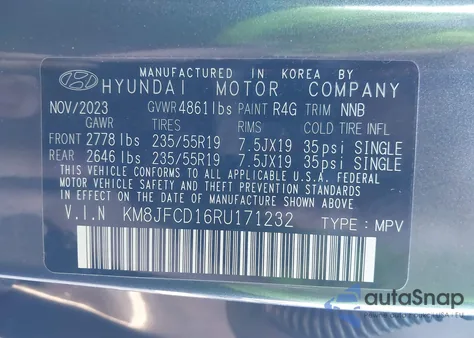 MANUFACTURED IN KOREA BY
HYUNDAI MOTOR COMPANY
NOV/2023 GVWR 4861lbs PAINT R4G TRIM NNB
GAWR TIRES RIMS COLD TIRE INFL
FRONT 2778lbs 235/55R19 7.5JX19 35psi SINGLE
REAR 2646lbs 235/55R19 7.5JX19 35psi SINGLE
THIS VEHICLE CONFORMS TO ALL APPLICABLE U.S.A. FEDERAL
MOTOR VEHICLE SAFETY, BUMPER, AND THEFT PREVENTION
STANDARDS IN EFFECT ON THE DATE OF MANUFACTURE SHOWN ABOVE.
V.I.N KM8JFCD16RU171232 TYPE : MPV
autoSnap